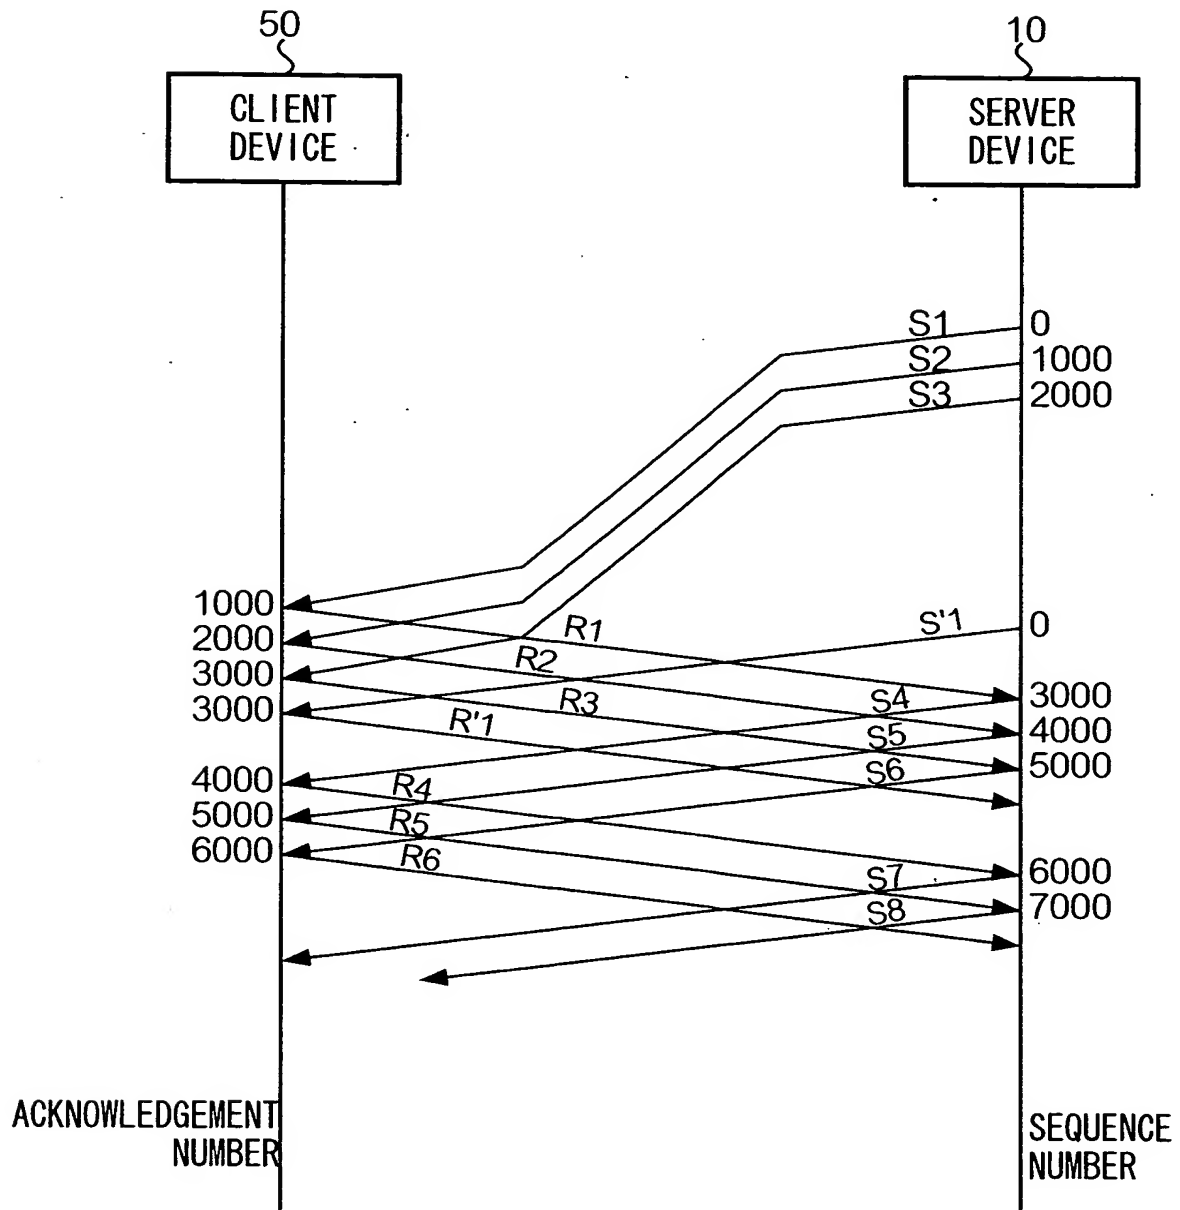 50
10
CLIENT
DEVICE
SERVER
DEVICE
S1
0
S2
1000
S3
2000
1000
R1
S'1
0
2000
R2
3000
R3
S4
3000
3000
R'1
S5
4000
4000
R4
S6
5000
5000
R5
6000
R6
S7
6000
S8
7000
ACKNOWLEDGEMENT
NUMBER
SEQUENCE
NUMBER